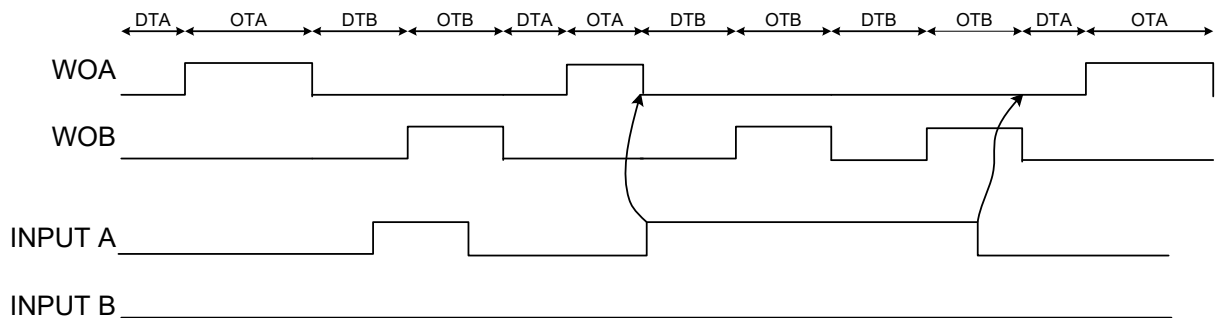 DTA OTA DTB OTB DTA OTA DTB OTB DTB OTB DTA OTA
WOA
WOB
INPUT A
INPUT B